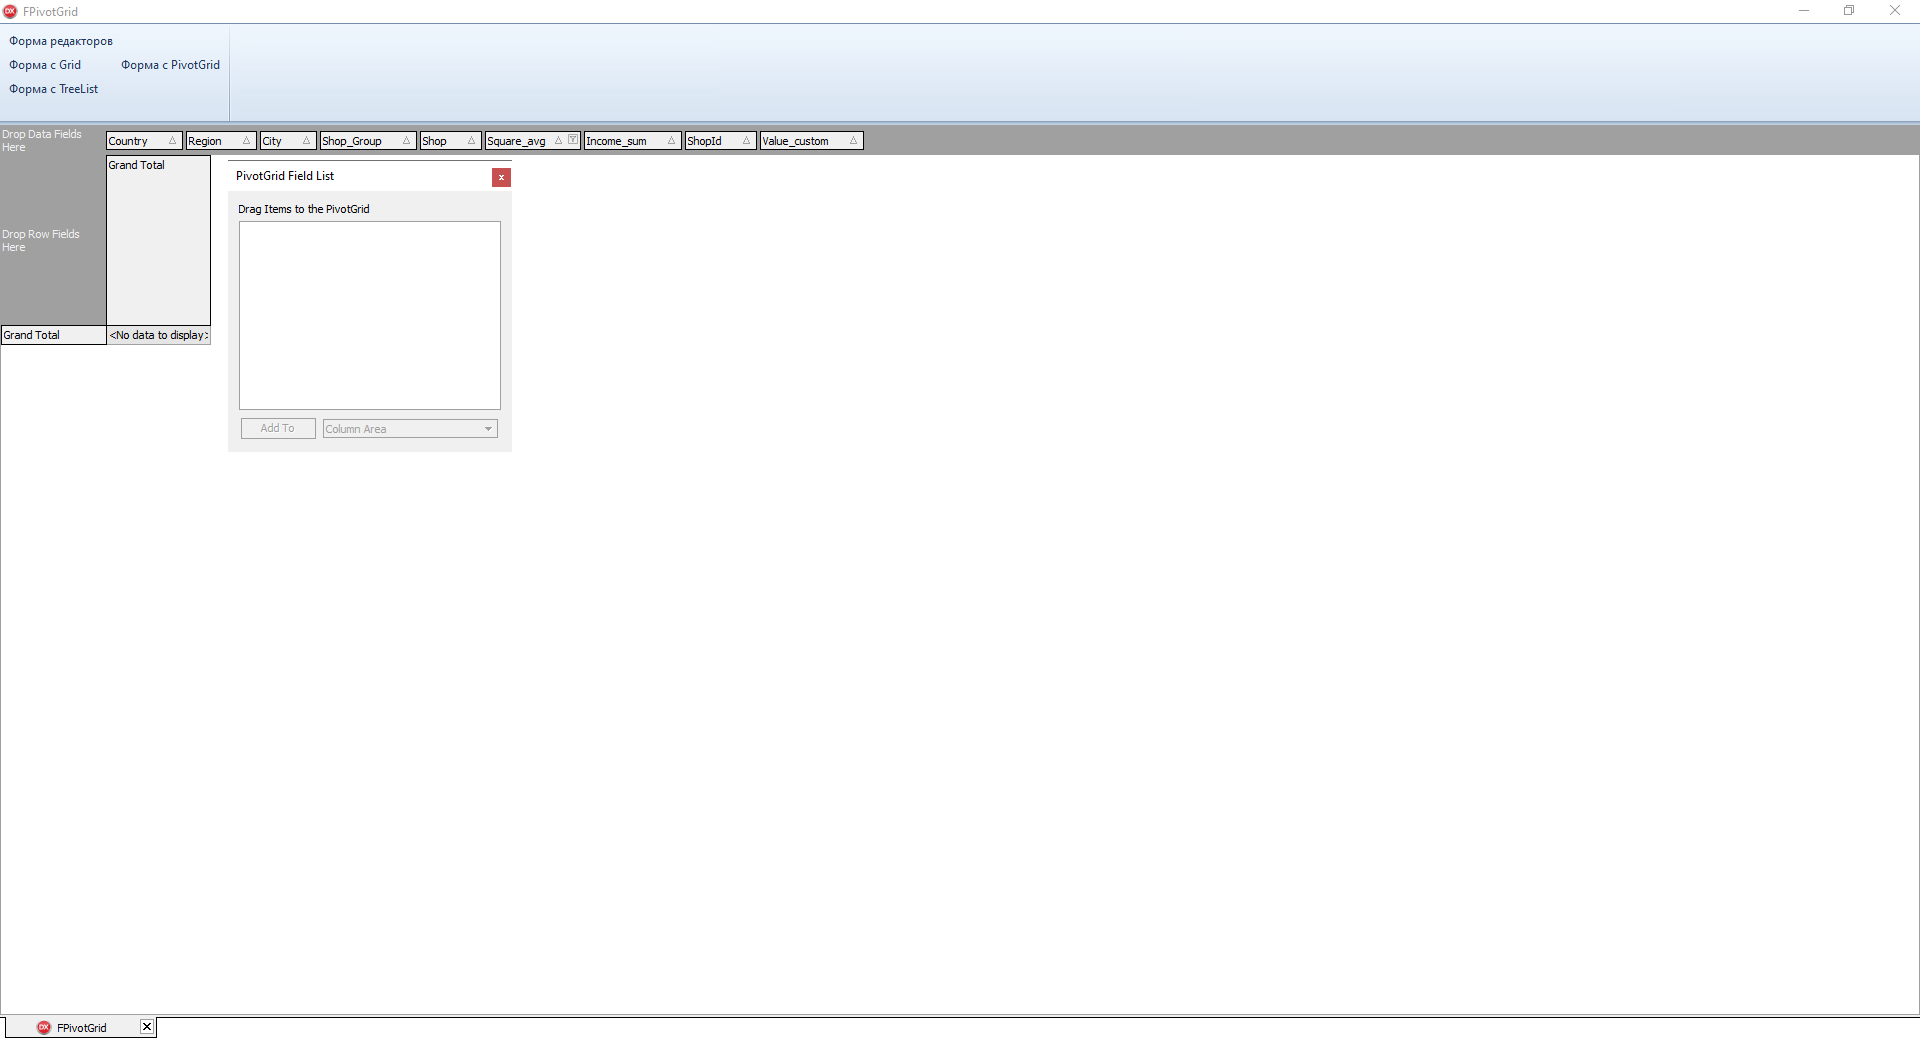 FPivotGrid
Форма редакторов
Форма с Grid
Форма с PivotGrid
Форма с TreeList
Drop Data Fields
Here
Country
Region
City
Shop_Group
Shop
Square_avg
Income_sum
ShopId
Value_custom
Grand Total
PivotGrid Field List
x
Drag Items to the PivotGrid
Drop Row Fields
Here
Grand Total
<No data to display>
Add To
Column Area
FPivotGrid